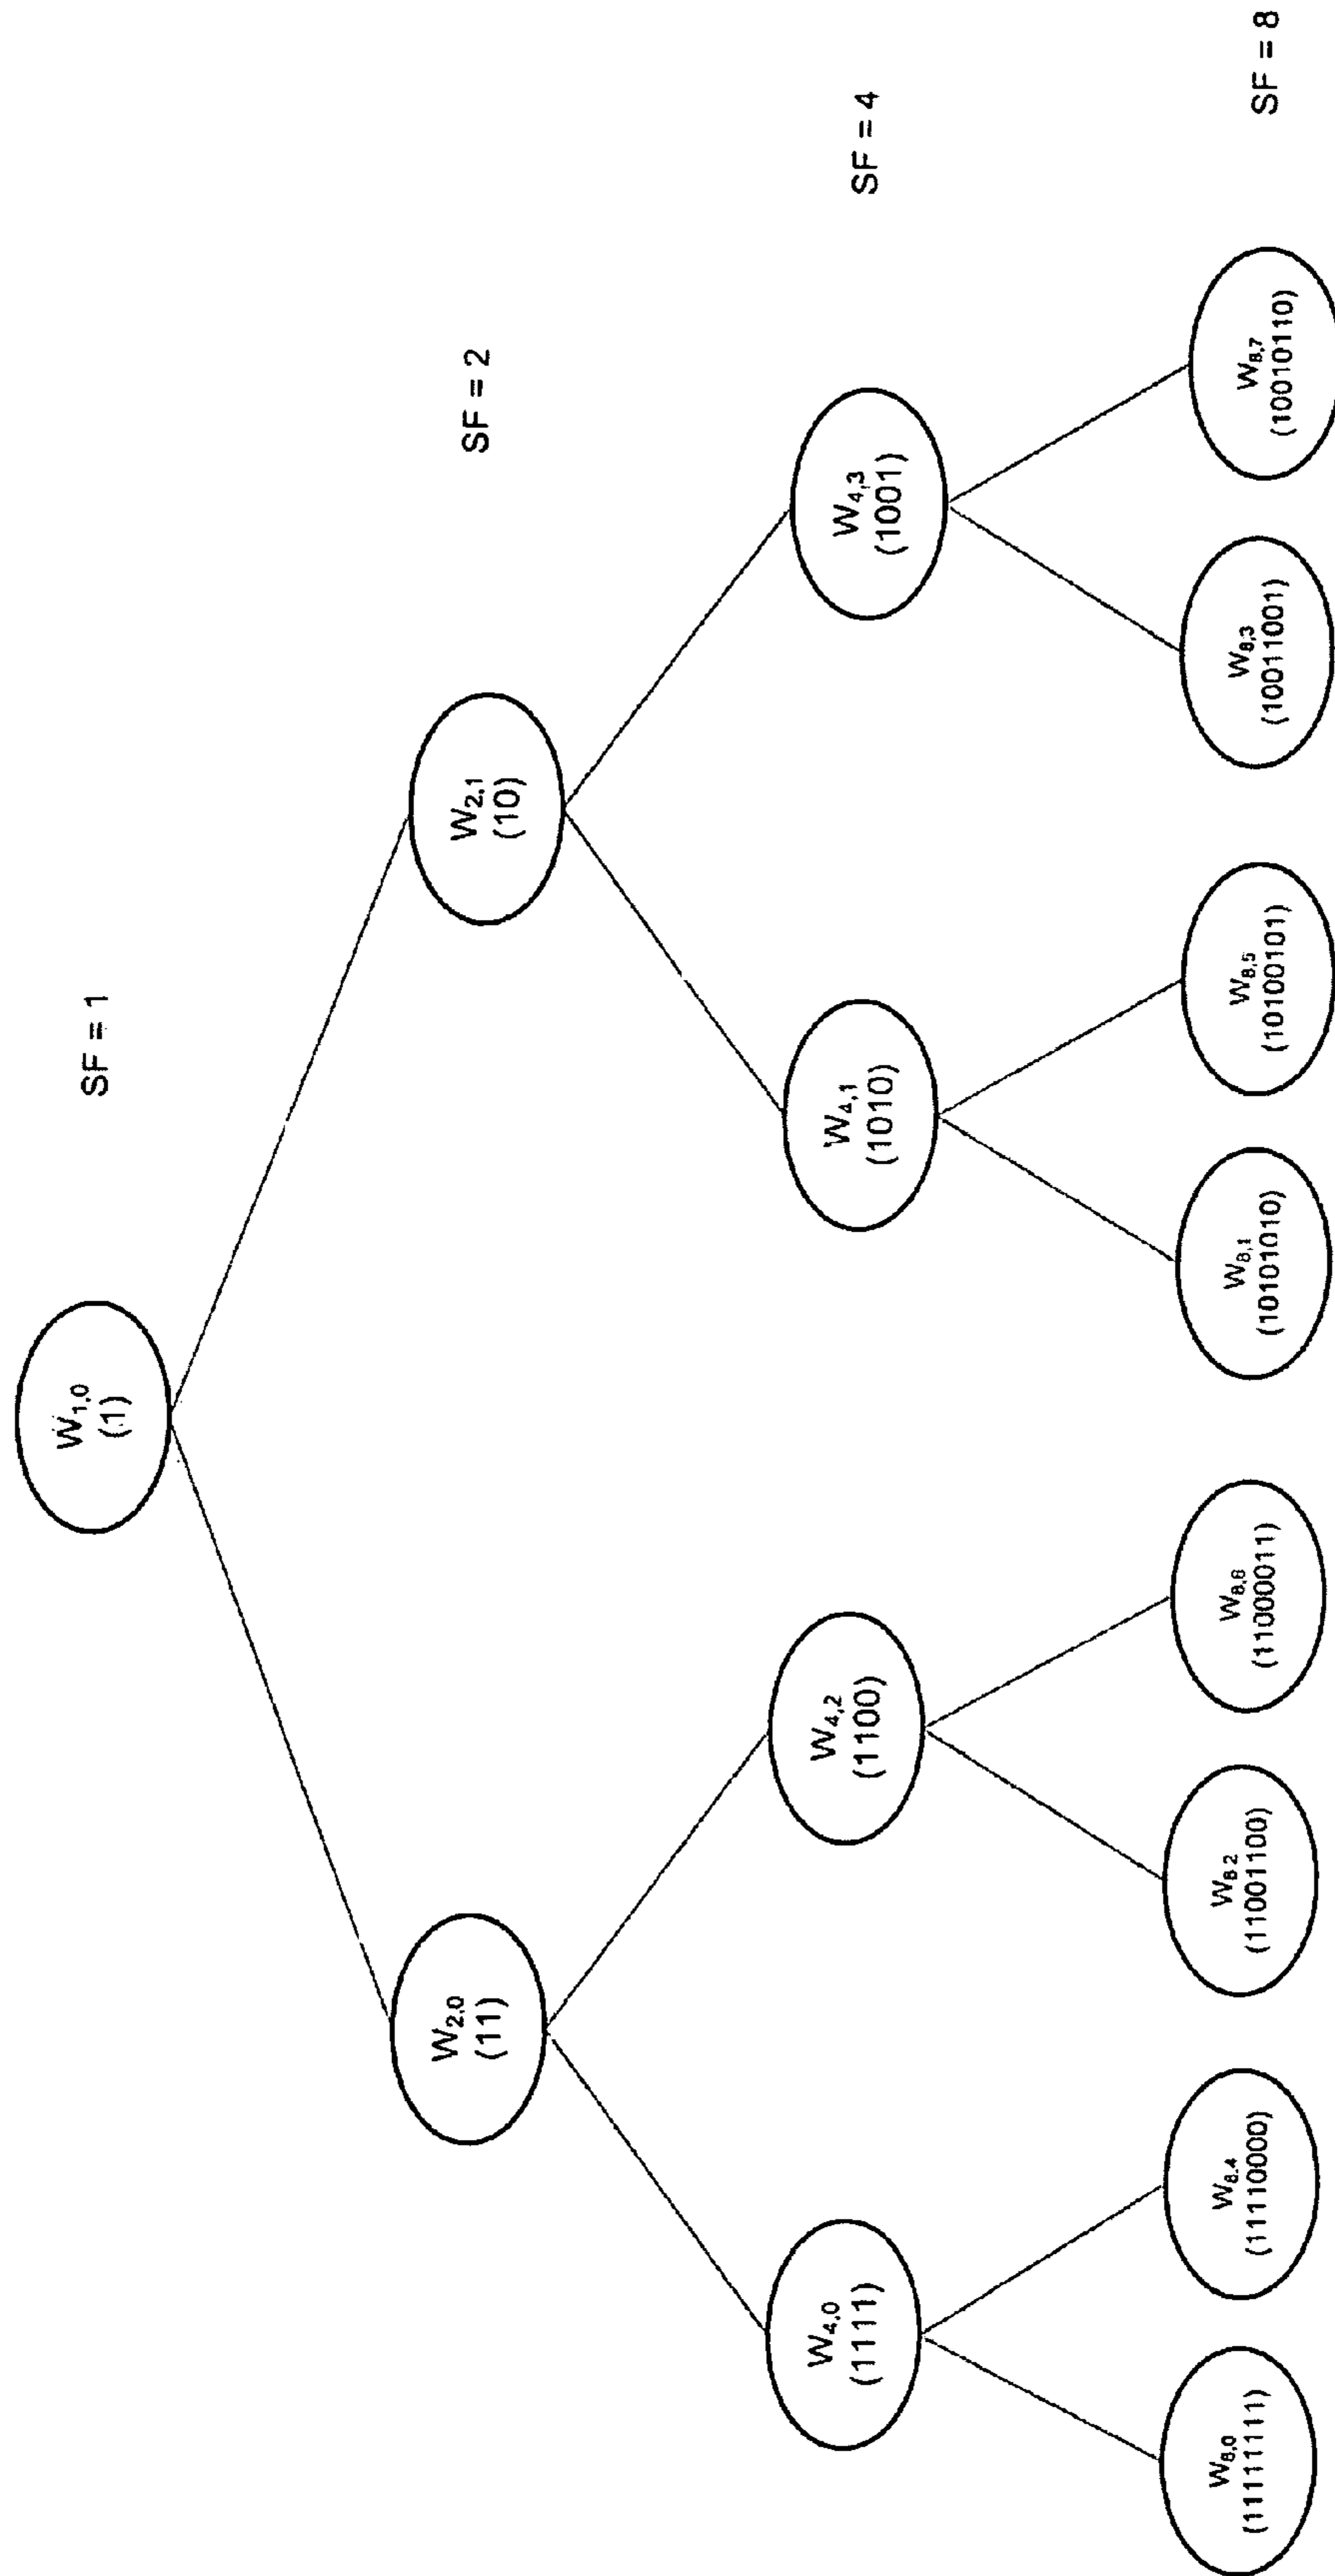 W1,0
(1)
SF = 1
W2,0
(11)
W2,1
(10)
SF = 2
W4,0
(1111)
W4,2
(1100)
W4,1
(1010)
W4,3
(1001)
SF = 4
W8,0
(11111111)
W8,4
(11110000)
W8,2
(11001100)
W8,6
(11000011)
W8,1
(10101010)
W8,5
(10100101)
W8,3
(10011001)
W8,7
(10010110)
SF = 8